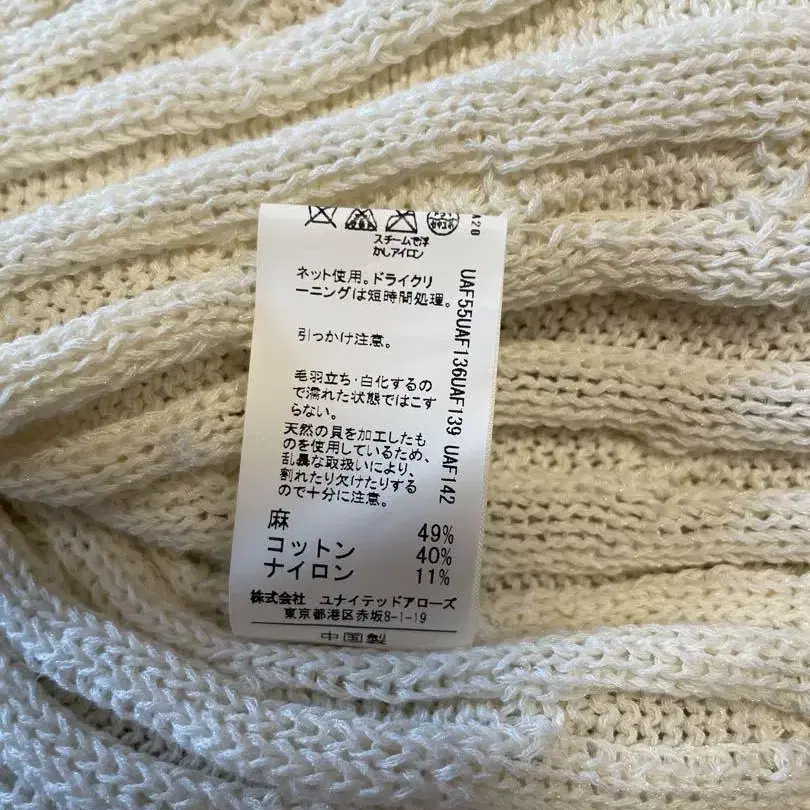 スチームで浮
かしアイロン
ネット使用。ドライクリ
ーニングは短時間処理。
引っかけ注意。
毛羽立ち・白化するの
で濡れた状態ではこす
らない。
天然の貝を加工したも
のを使用しているため、
乱暴な取扱いにより、
割れたり欠けたりする
ので十分に注意。
麻 49%
コットン 40%
ナイロン 11%
株式会社 ユナイテッドアローズ
東京都港区赤坂8-1-19
中国製
A20
UAF55UAF136UAF139 UAF142